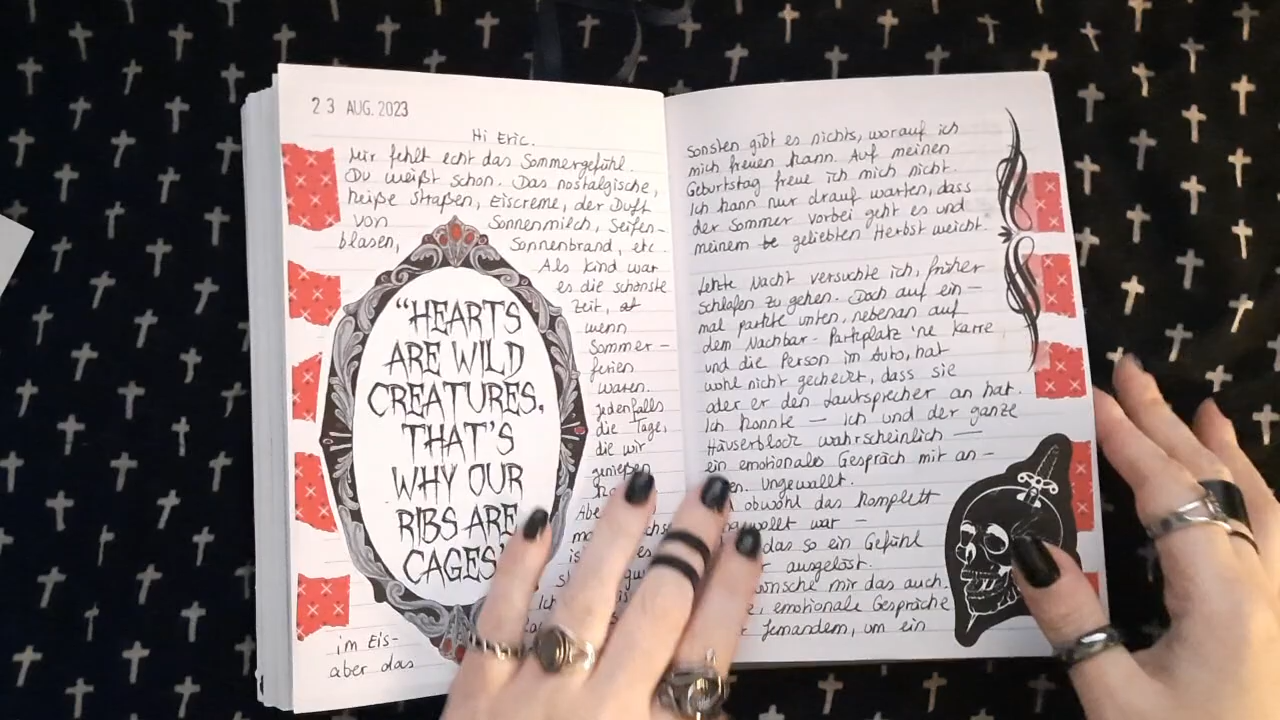 23 AUG. 2023
Hi Eric.
Mir fehlt echt das Sommergefühl.
Du weißt schon. Das nostalgische,
heiße Straßen, Eiscreme, der Duft
von Sonnenmilch, Seifen-
blasen, Sonnenbrand, etc.
Als Kind war
es die schönste
Zeit,
wenn
Sommer-
ferien
waren.
Jedenfalls
die Tage,
die wir
genießen
im Eis-
aber das
"HEARTS
ARE WILD
CREATURES,
THAT'S
WHY OUR
RIBS ARE
CAGES"
sonsten gibt es nichts, worauf ich
mich freuen kann. Auf meinen
Geburtstag freue ich mich nicht.
Ich kann nur drauf warten, dass
der Sommer vorbei geht es und
meinem be geliebten Herbst weicht.
Letzte Nacht versuchte ich, früher
schlafen zu gehen. Doch auf ein-
mal parkte unten, nebenan auf
dem Nachbar-Parkplatz 'ne Karre
und die Person im Auto, hat
wohl nicht gecheckt, dass sie
oder er den Lautsprecher an hat.
Ich konnte – Ich und der ganze
Häuserblock wahrscheinlich –
ein emotionales Gespräch mit an-
Ungewollt.
obwohl das komplett
war –
das so ein Gefühl
ausgelöst.
wünsche mir das auch.
emotionale Gespräche
Jemandem, um ein